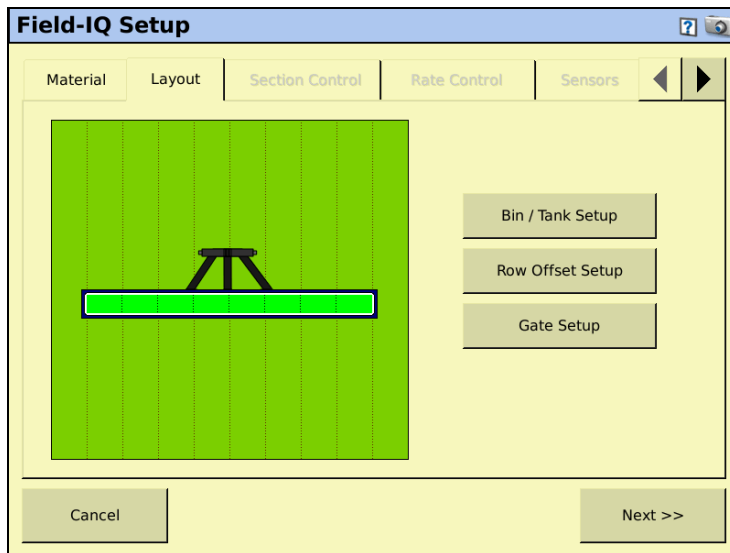 Field-IQ Setup
?
Material
Layout
Section Control
Rate Control
Sensors
Bin / Tank Setup
Row Offset Setup
Gate Setup
Cancel
Next >>